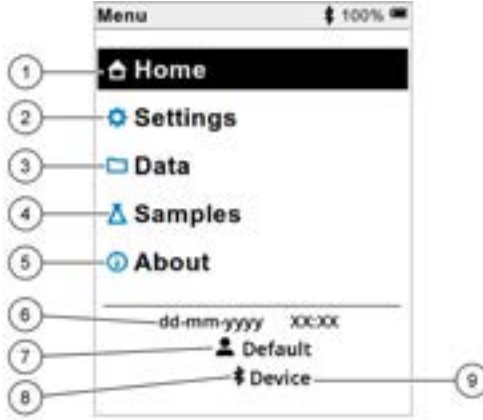 Menu 100%
1 Home
2 Settings
3 Data
4 Samples
5 About
6 dd-mm-yyyy XX:XX
7 Default
8 Device 9